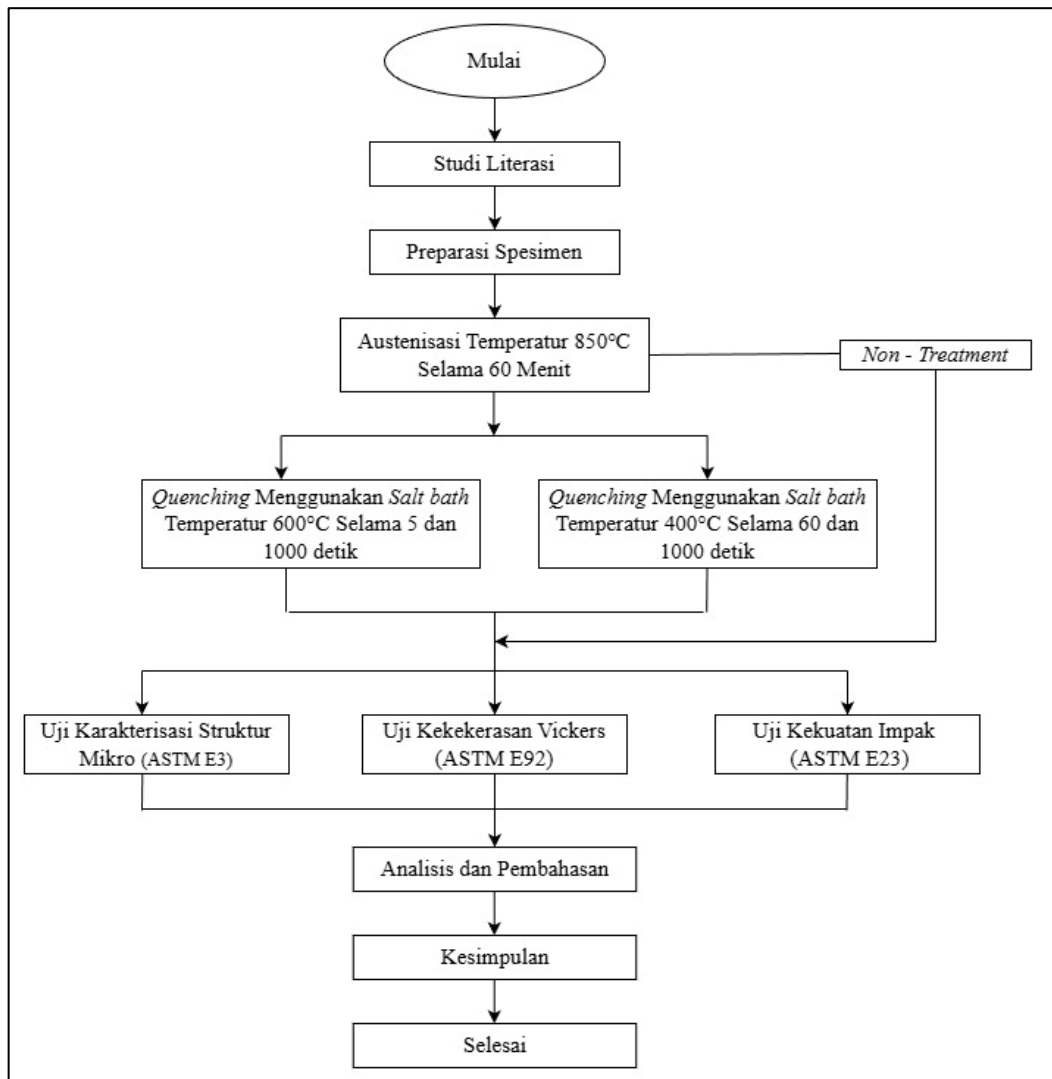 Mulai
Studi Literasi
Preparasi Spesimen
Austenisasi Temperatur 850°C
Selama 60 Menit
Non - Treatment
Quenching Menggunakan Salt bath
Temperatur 600°C Selama 5 dan
1000 detik
Quenching Menggunakan Salt bath
Temperatur 400°C Selama 60 dan
1000 detik
Uji Karakterisasi Struktur
Mikro (ASTM E3)
Uji Kekekerasan Vickers
(ASTM E92)
Uji Kekuatan Impak
(ASTM E23)
Analisis dan Pembahasan
Kesimpulan
Selesai